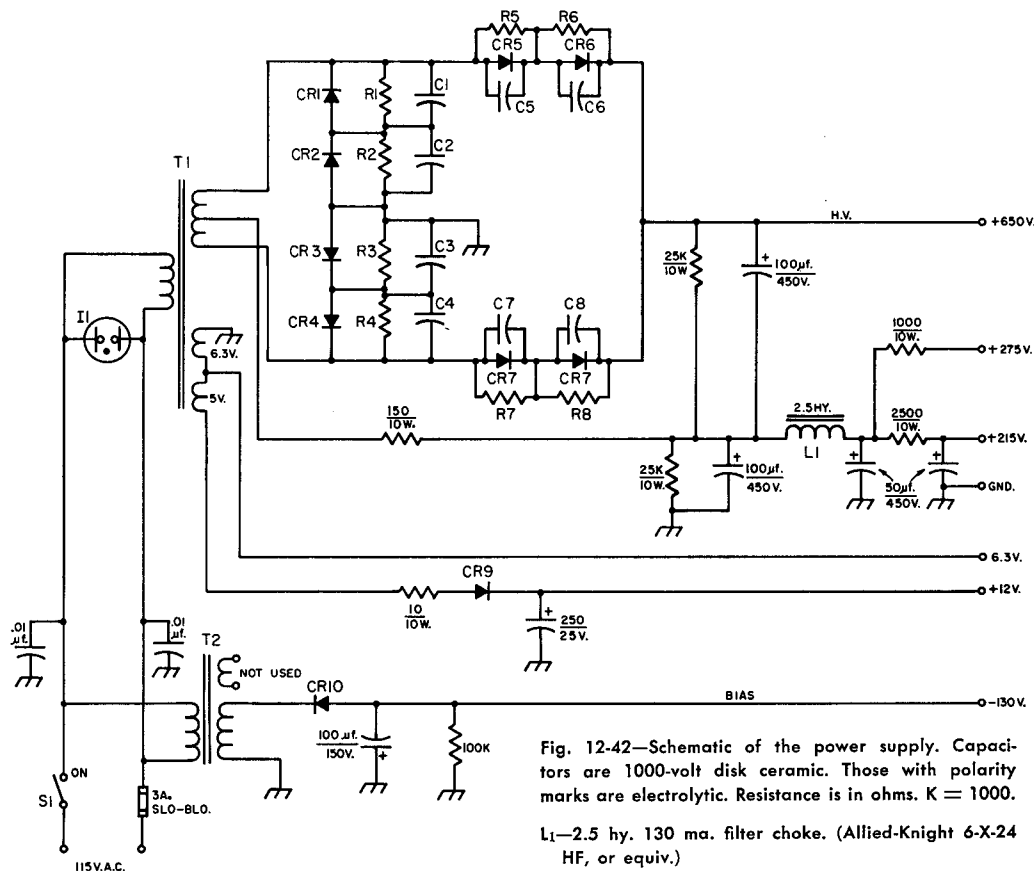 R5
R6
CR5
CR6
C5
C6
CR1
R1
C1
CR2
R2
C2
T1
H.V.
+650V.
CR3
R3
C3
25K
10W
+
100µf.
450V.
C7
C8
CR4
R4
C4
I1
6.3V.
1000
10W.
+275V.
CR7
CR7
5V.
R7
R8
2.5HY.
2500
10W.
150
10W.
+215V.
L1
25K
10W.
+
100µf.
450V.
+
50µf.
450V.
+
GND.
6.3V.
CR9
+12V.
10
10W.
+
250
25V.
.01
µf.
.01
µf.
T2
NOT USED
CR10
BIAS
-130V.
100µf.
150V.
+
100K
ON
S1
3A.
SLO-BLO.
115V.A.C.
Fig. 12-42—Schematic of the power supply. Capaci-
tors are 1000-volt disk ceramic. Those with polarity
marks are electrolytic. Resistance is in ohms. K = 1000.
L1—2.5 hy. 130 ma. filter choke. (Allied-Knight 6-X-24
HF, or equiv.)